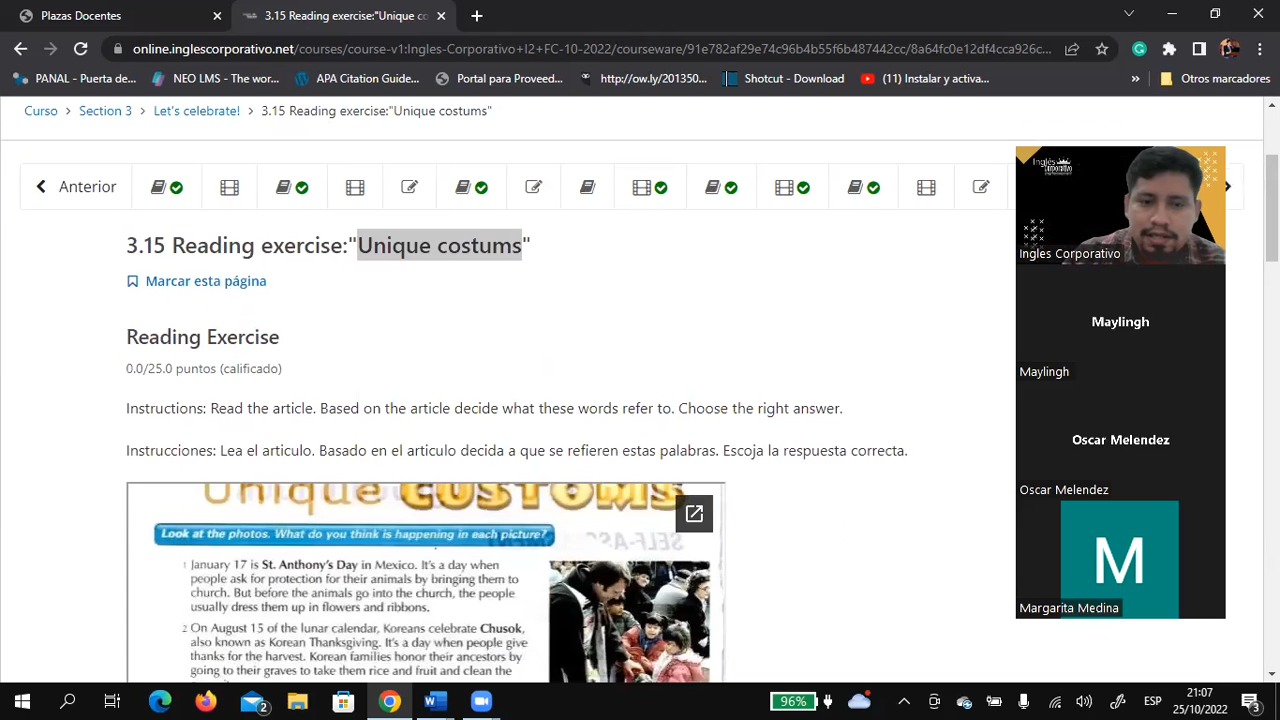 Plazas Docentes
3.15 Reading exercise:"Unique co
online.inglescorporativo.net/courses/course-v1:Ingles-Corporativo+I2+FC-10-2022/courseware/91e782af29e74c96b4b55f6b487442cc/8a64fc0e12df4cca926c...
PANAL - Puerta de...
NEO LMS - The wor...
APA Citation Guide...
Portal para Proveed...
http://ow.ly/201350...
Shotcut - Download
(11) Instalar y activa...
»
Otros marcadores
Curso > Section 3 > Let's celebrate! > 3.15 Reading exercise:"Unique costums"
Anterior
3.15 Reading exercise:"Unique costums"
Marcar esta página
Reading Exercise
0.0/25.0 puntos (calificado)
Instructions: Read the article. Based on the article decide what these words refer to. Choose the right answer.
Instrucciones: Lea el articulo. Basado en el articulo decida a que se refieren estas palabras. Escoja la respuesta correcta.
Unique CUSTOMS
Look at the photos. What do you think is happening in each picture?
1 January 17 is St. Anthony's Day in Mexico. It's a day when
people ask for protection for their animals by bringing them to
church. But before the animals go into the church, the people
usually dress them up in flowers and ribbons.
2 On August 15 of the lunar calendar, Koreans celebrate Chusok,
also known as Korean Thanksgiving. It's a day when people give
thanks for the harvest. Korean families honor their ancestors by
going to their graves to take them rice and fruit and clean the
Inglés
Corporativo
Ingles Corporativo
Maylingh
Maylingh
Oscar Melendez
Oscar Melendez
M
Margarita Medina
2
96%
ESP
21:07
25/10/2022
3